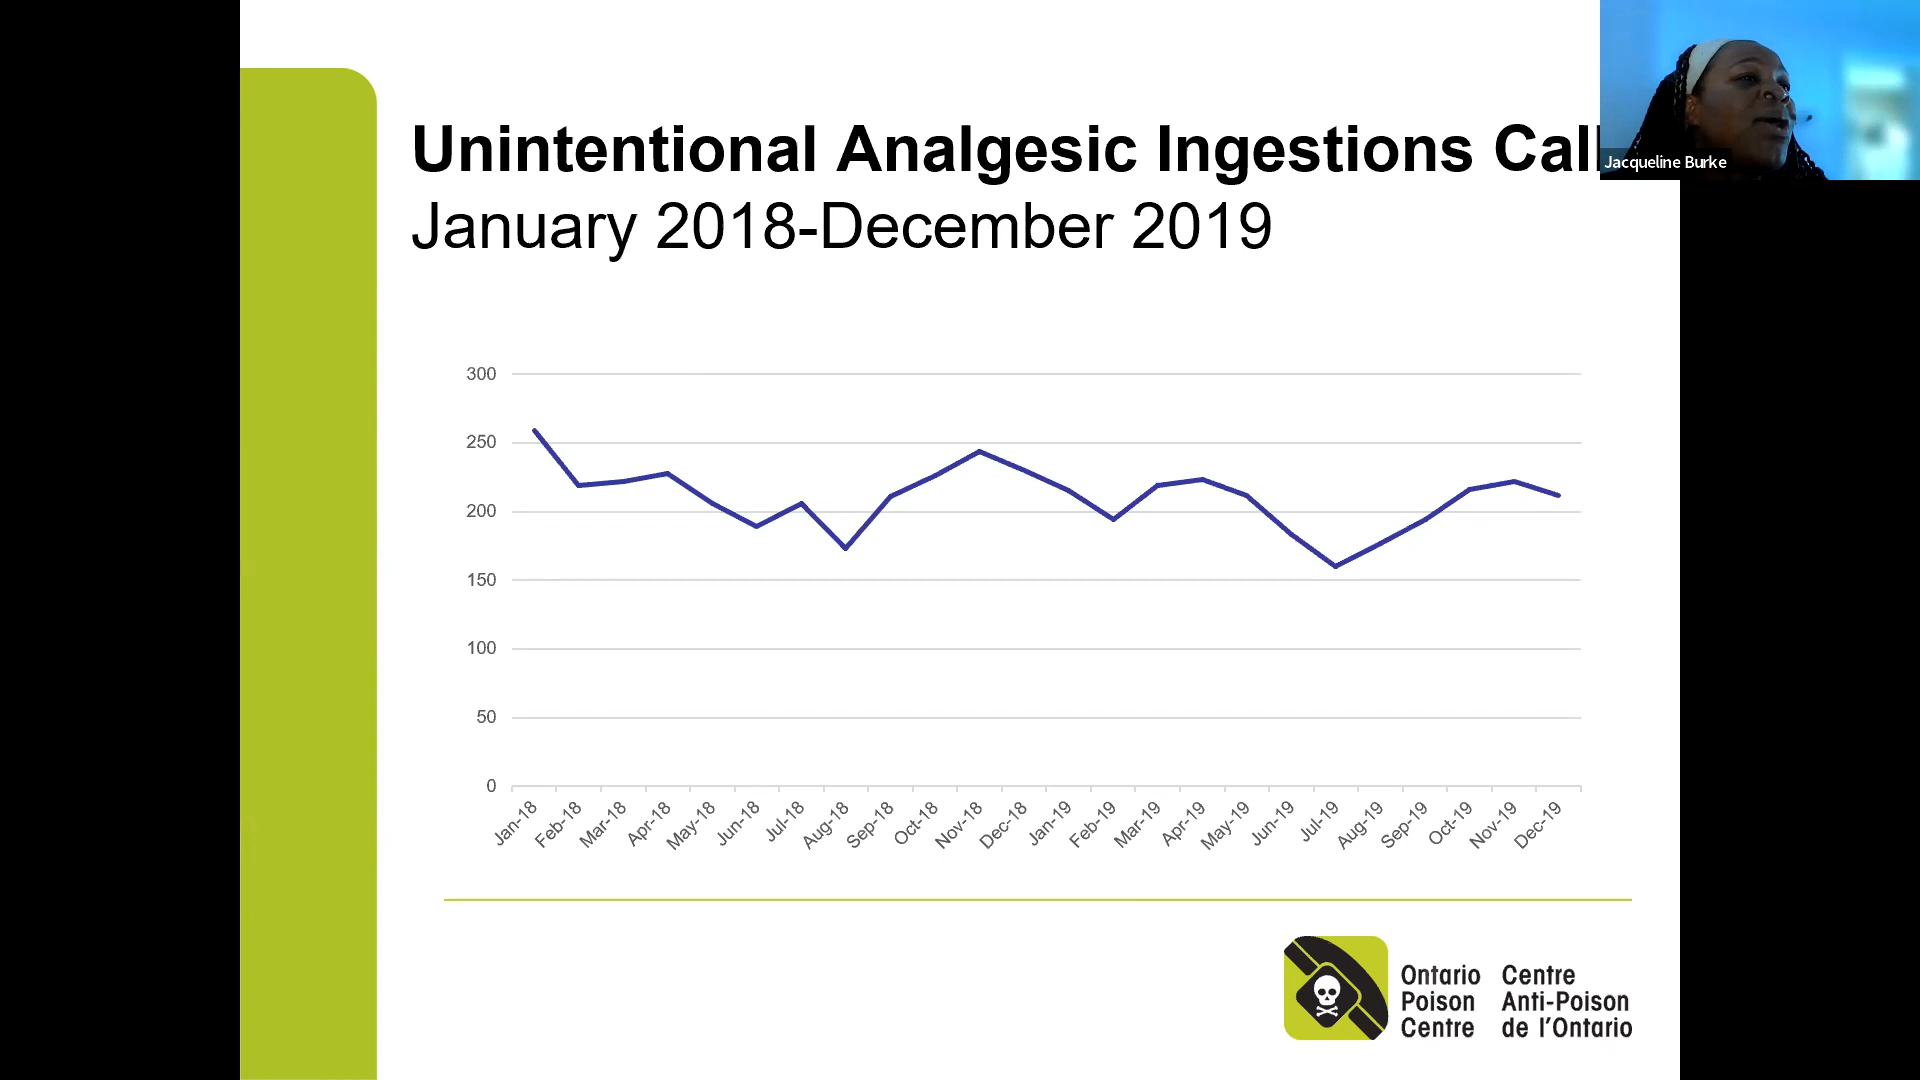 Unintentional Analgesic Ingestions Cal
January 2018-December 2019
Jacqueline Burke
300
250
200
150
100
50
0
Jan-18
Feb-18
Mar-18
Apr-18
May-18
Jun-18
Jul-18
Aug-18
Sep-18
Oct-18
Nov-18
Dec-18
Jan-19
Feb-19
Mar-19
Apr-19
May-19
Jun-19
Jul-19
Aug-19
Sep-19
Oct-19
Nov-19
Dec-19
Ontario
Poison
Centre
Centre
Anti-Poison
de l'Ontario